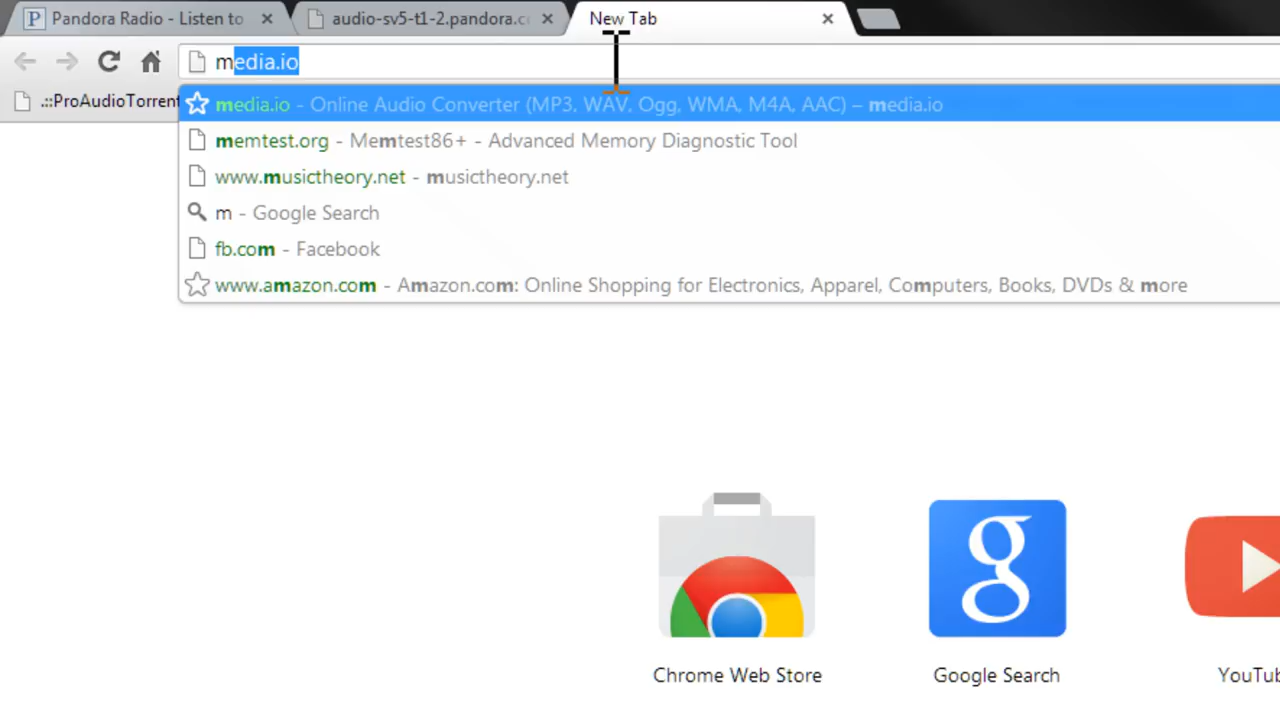 Pandora Radio - Listen to
audio-sv5-t1-2.pandora.c
New Tab
media.io
.::ProAudioTorrent
media.io - Online Audio Converter (MP3, WAV, Ogg, WMA, M4A, AAC) – media.io
memtest.org - Memtest86+ - Advanced Memory Diagnostic Tool
www.musictheory.net - musictheory.net
m - Google Search
fb.com - Facebook
www.amazon.com - Amazon.com: Online Shopping for Electronics, Apparel, Computers, Books, DVDs & more
Chrome Web Store
Google Search
YouTub